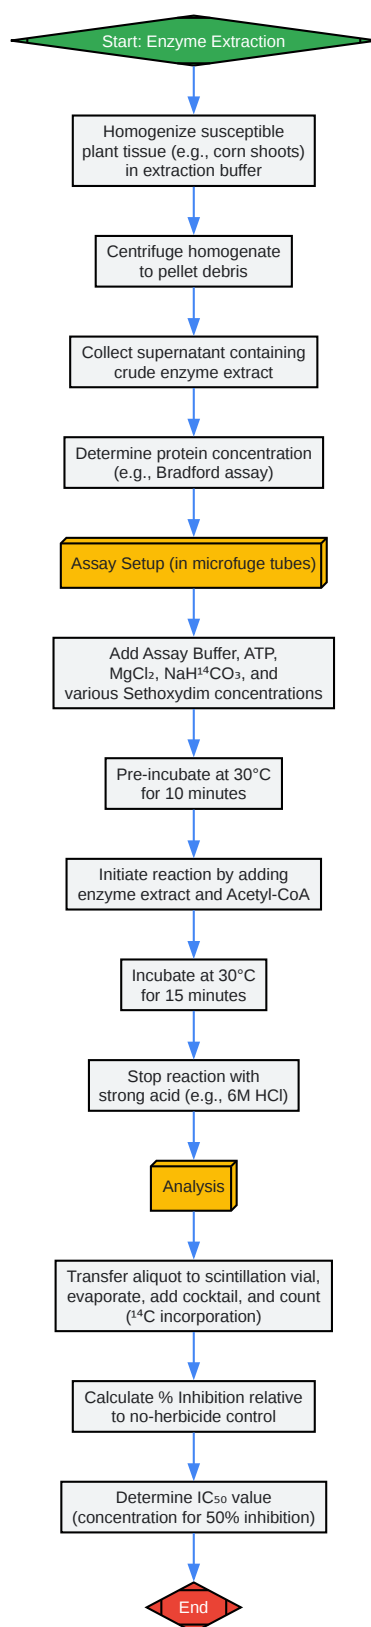 Start: Enzyme Extraction
Homogenize susceptible
plant tissue (e.g., corn shoots)
in extraction buffer
Centrifuge homogenate
to pellet debris
Collect supernatant containing
crude enzyme extract
Determine protein concentration
(e.g., Bradford assay)
Assay Setup (in microfuge tubes)
Add Assay Buffer, ATP,
MgCl₂, NaH¹⁴CO₃, and
various Sethoxydim concentrations
Pre-incubate at 30°C
for 10 minutes
Initiate reaction by adding
enzyme extract and Acetyl-CoA
Incubate at 30°C
for 15 minutes
Stop reaction with
strong acid (e.g., 6M HCl)
Analysis
Transfer aliquot to scintillation vial,
evaporate, add cocktail, and count
(¹⁴C incorporation)
Calculate % Inhibition relative
to no-herbicide control
Determine IC₅₀ value
(concentration for 50% inhibition)
End